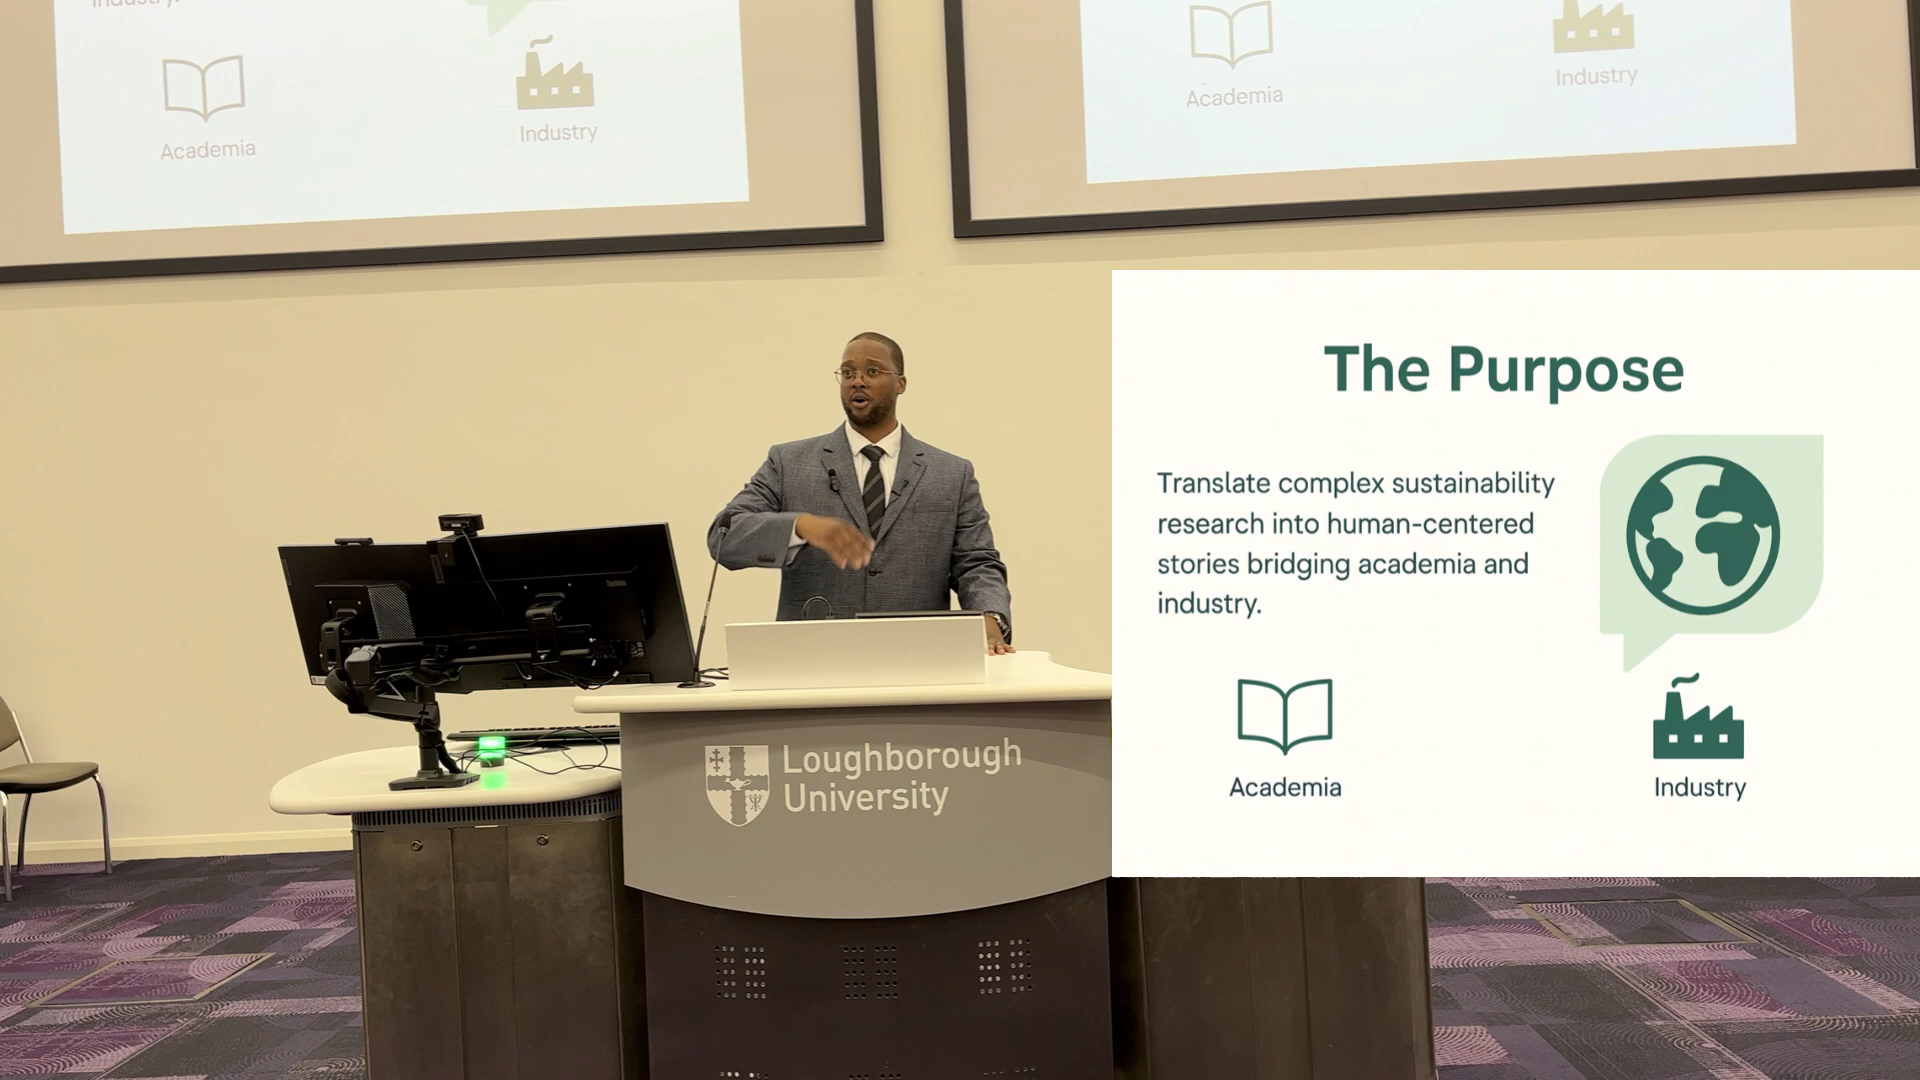 industry.
Academia
Industry
Academia
Industry
The Purpose
Translate complex sustainability
research into human-centered
stories bridging academia and
industry.
Academia
Industry
Loughborough
University